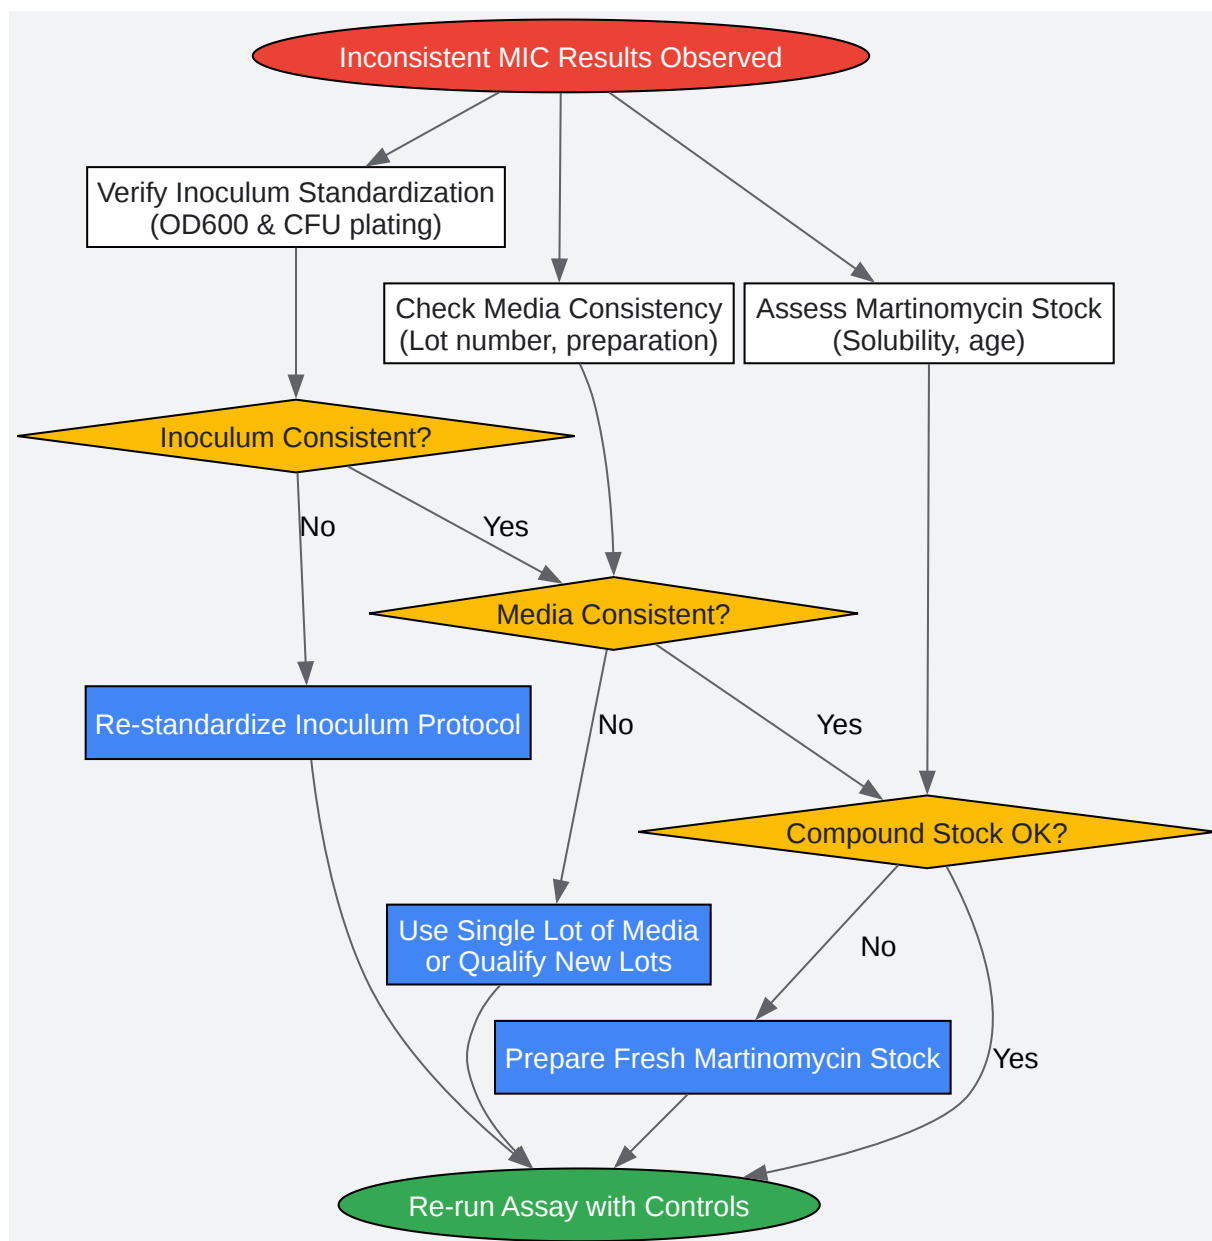 Inconsistent MIC Results Observed
Verify Inoculum Standardization
(OD600 & CFU plating)
Check Media Consistency
(Lot number, preparation)
Assess Martinomycin Stock
(Solubility, age)
Inoculum Consistent?
No
Yes
Media Consistent?
Re-standardize Inoculum Protocol
No
Yes
Compound Stock OK?
Use Single Lot of Media
or Qualify New Lots
No
Prepare Fresh Martinomycin Stock
Yes
Re-run Assay with Controls